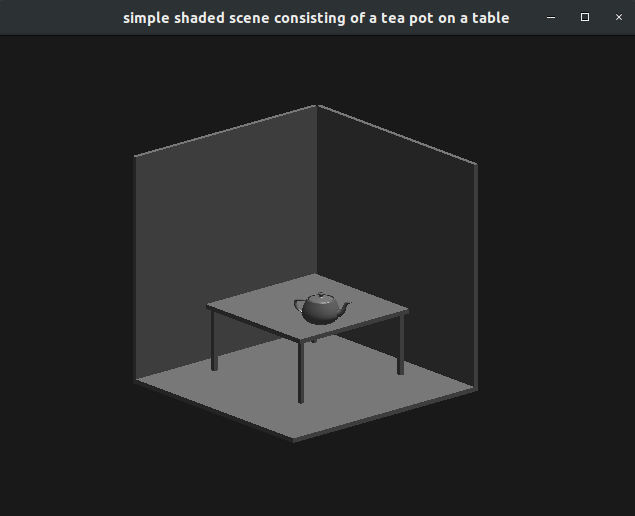 simple shaded scene consisting of a tea pot on a table